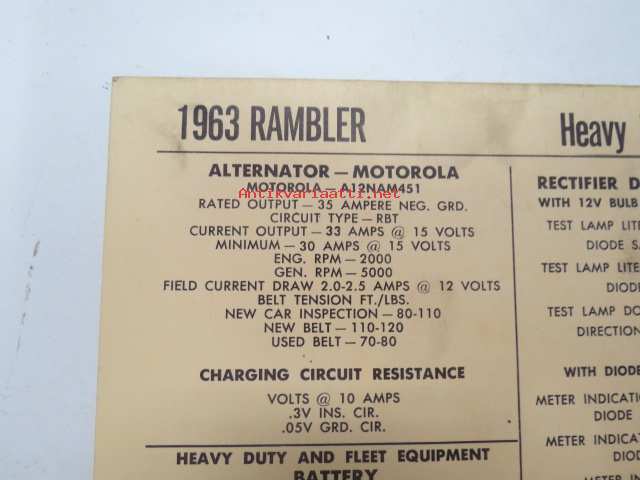 1963 RAMBLER
Heavy
ALTERNATOR — MOTOROLA
MOTOROLA — A12NAM451
Antikvariaatti.net
RATED OUTPUT — 35 AMPERE NEG. GRD.
CIRCUIT TYPE — RBT
CURRENT OUTPUT — 33 AMPS @ 15 VOLTS
MINIMUM — 30 AMPS @ 15 VOLTS
ENG. RPM — 2000
GEN. RPM — 5000
FIELD CURRENT DRAW 2.0-2.5 AMPS @ 12 VOLTS
BELT TENSION FT./LBS.
NEW CAR INSPECTION — 80-110
NEW BELT — 110-120
USED BELT — 70-80
CHARGING CIRCUIT RESISTANCE
VOLTS @ 10 AMPS
.3V INS. CIR.
.05V GRD. CIR.
HEAVY DUTY AND FLEET EQUIPMENT
BATTERY
RECTIFIER D
WITH 12V BULB
TEST LAMP LITE
DIODE
TEST LAMP LITE
DIOD
TEST LAMP DO
DIRECTION
WITH DIOD
METER INDICATIO
DIODE
METER INDICA
DIOD
METER IN